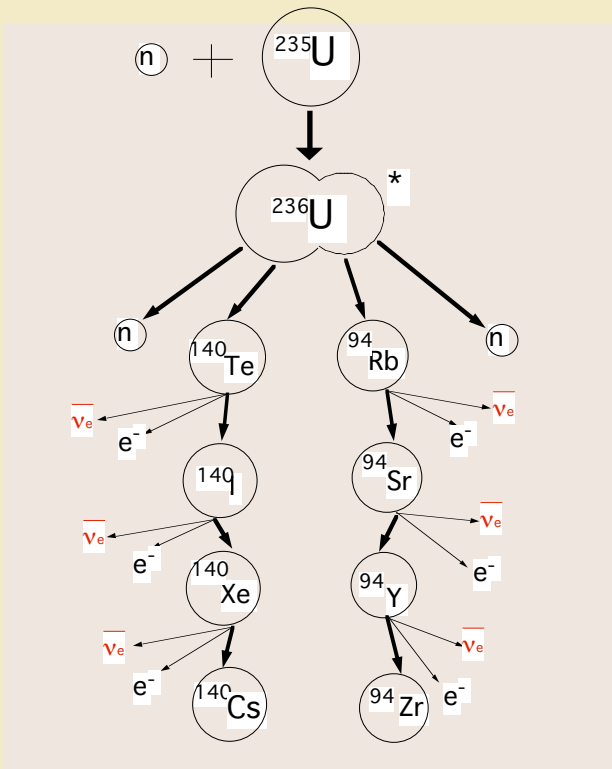 n + ²³⁵U
²³⁶U *
n ¹⁴⁰Te ⁹⁴Rb n
ν̅ₑ e⁻ e⁻ ν̅ₑ
¹⁴⁰I ⁹⁴Sr
ν̅ₑ e⁻ e⁻ ν̅ₑ
¹⁴⁰Xe ⁹⁴Y
ν̅ₑ e⁻ e⁻ ν̅ₑ
¹⁴⁰Cs ⁹⁴Zr